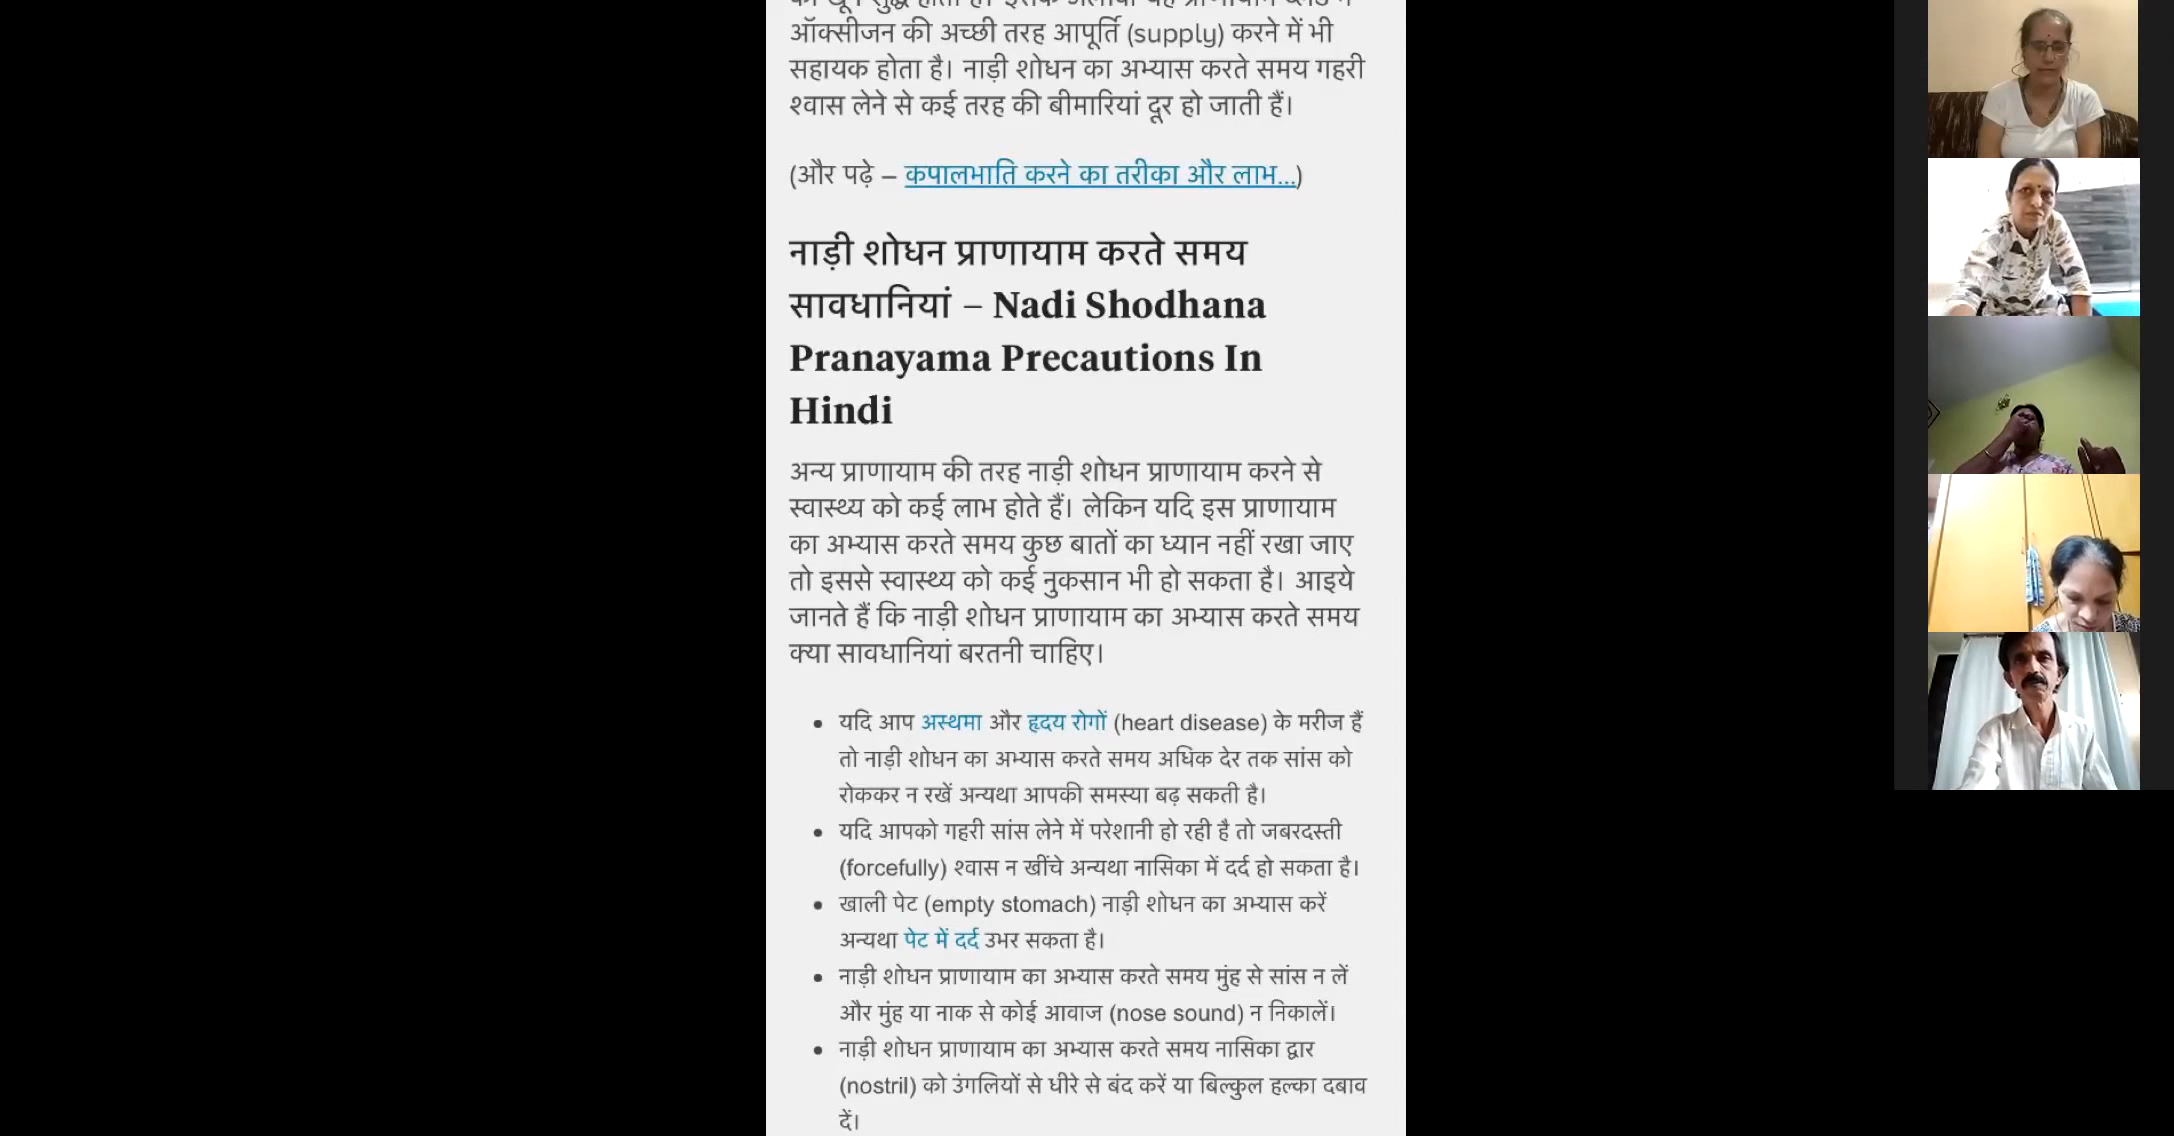 ऑक्सीजन की अच्छी तरह आपूर्ति (supply) करने में भी
सहायक होता है। नाड़ी शोधन का अभ्यास करते समय गहरी
श्वास लेने से कई तरह की बीमारियां दूर हो जाती हैं।
(और पढ़े – कपालभाति करने का तरीका और लाभ...)
नाड़ी शोधन प्राणायाम करते समय
सावधानियां – Nadi Shodhana
Pranayama Precautions In
Hindi
अन्य प्राणायाम की तरह नाड़ी शोधन प्राणायाम करने से
स्वास्थ्य को कई लाभ होते हैं। लेकिन यदि इस प्राणायाम
का अभ्यास करते समय कुछ बातों का ध्यान नहीं रखा जाए
तो इससे स्वास्थ्य को कई नुकसान भी हो सकता है। आइये
जानते हैं कि नाड़ी शोधन प्राणायाम का अभ्यास करते समय
क्या सावधानियां बरतनी चाहिए।
• यदि आप अस्थमा और हृदय रोगों (heart disease) के मरीज हैं
तो नाड़ी शोधन का अभ्यास करते समय अधिक देर तक सांस को
रोककर न रखें अन्यथा आपकी समस्या बढ़ सकती है।
• यदि आपको गहरी सांस लेने में परेशानी हो रही है तो जबरदस्ती
(forcefully) श्वास न खींचे अन्यथा नासिका में दर्द हो सकता है।
• खाली पेट (empty stomach) नाड़ी शोधन का अभ्यास करें
अन्यथा पेट में दर्द उभर सकता है।
• नाड़ी शोधन प्राणायाम का अभ्यास करते समय मुंह से सांस न लें
और मुंह या नाक से कोई आवाज (nose sound) न निकालें।
• नाड़ी शोधन प्राणायाम का अभ्यास करते समय नासिका द्वार
(nostril) को उंगलियों से धीरे से बंद करें या बिल्कुल हल्का दबाव
दें।